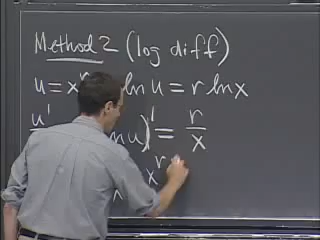 Method 2 (log diff)
u = x ln u = r ln x
u' ln u)' = r/x
x^r
x